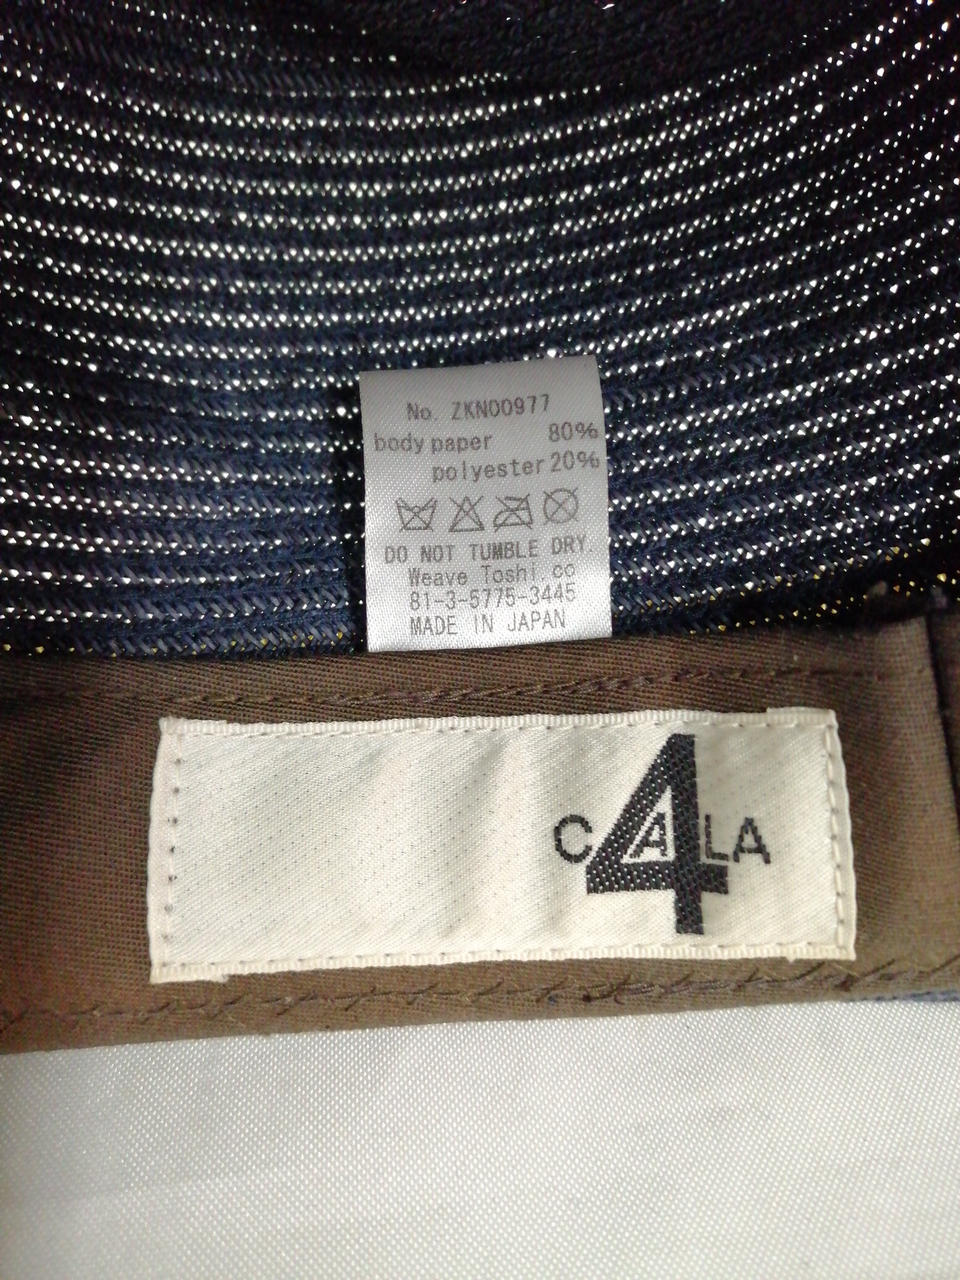 No. ZKN00977
body paper 80%
polyester 20%
DO NOT TUMBLE DRY.
Weave Toshi.co
81-3-5775-3445
MADE IN JAPAN
CA4LA